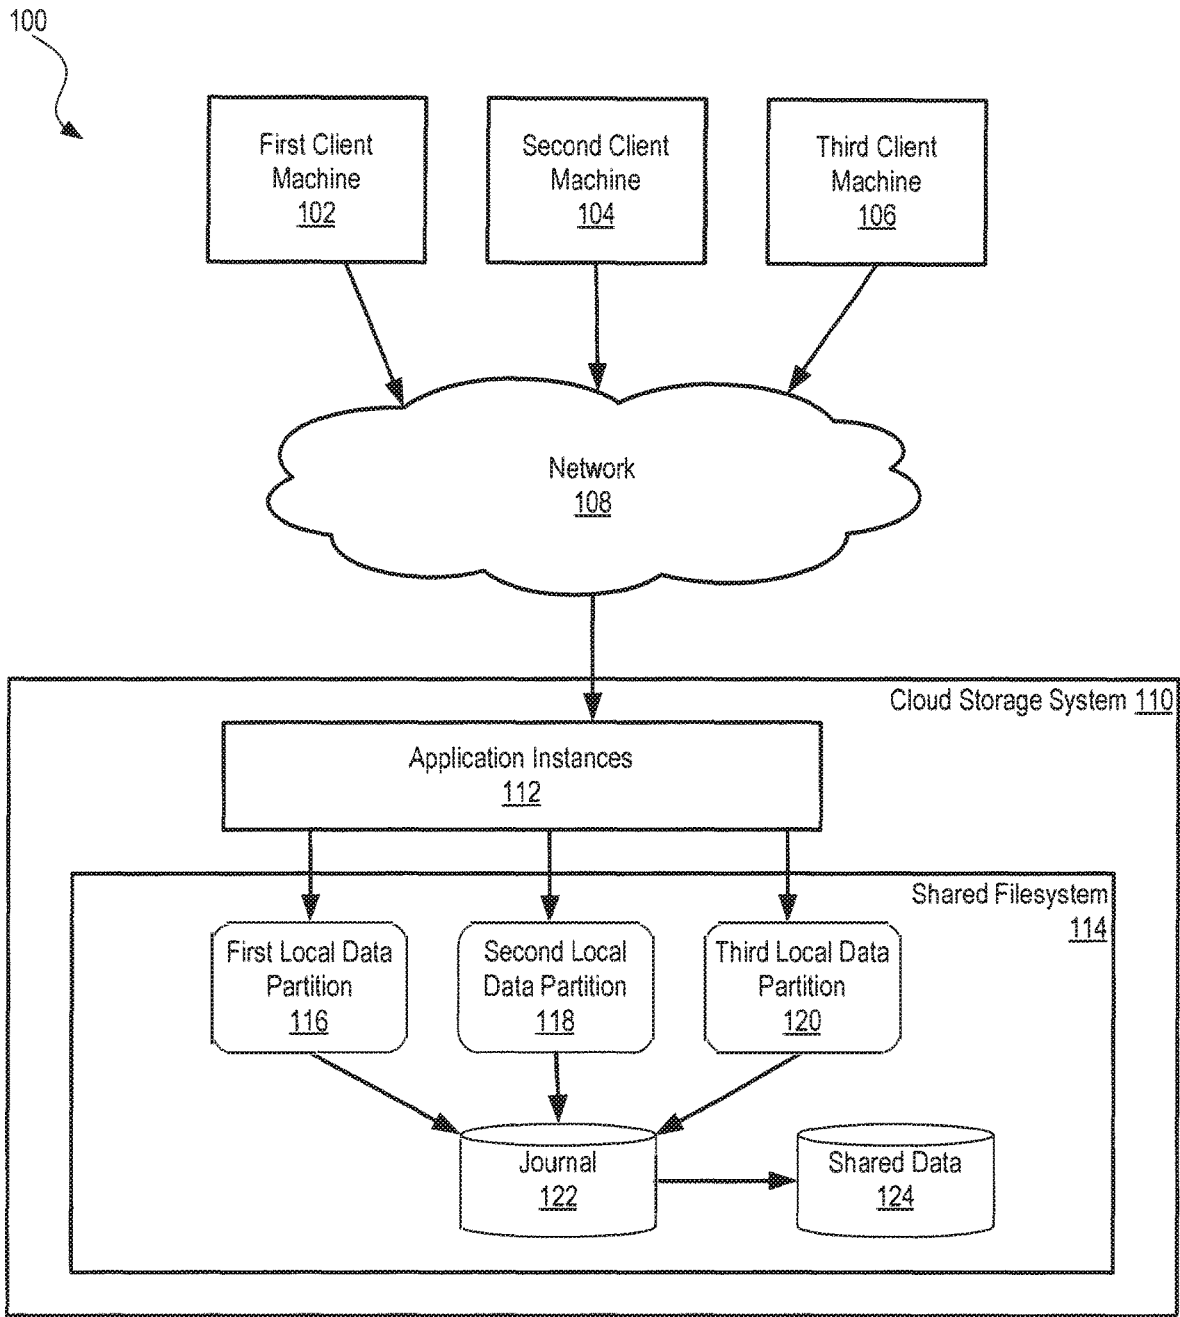 100
First Client
Machine
102
Second Client
Machine
104
Third Client
Machine
106
Network
108
Cloud Storage System 110
Application Instances
112
Shared Filesystem
114
First Local Data
Partition
116
Second Local
Data Partition
118
Third Local Data
Partition
120
Journal
122
Shared Data
124